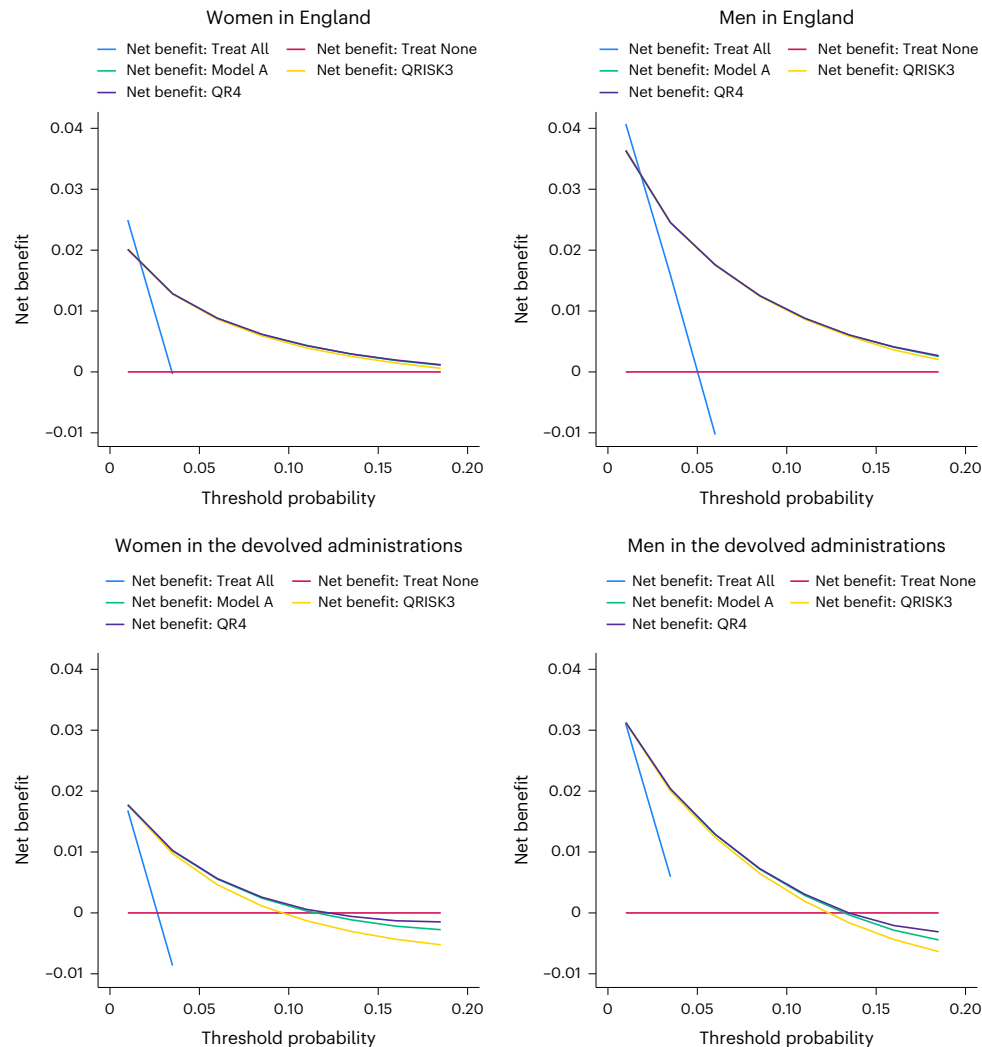 Women in England
Net benefit: Treat All Net benefit: Treat None
Net benefit: Model A Net benefit: QRISK3
Net benefit: QR4
0.04
0.03
0.02
0.01
0
–0.01
Net benefit
0 0.05 0.10 0.15 0.20
Threshold probability
Men in England
Net benefit: Treat All Net benefit: Treat None
Net benefit: Model A Net benefit: QRISK3
Net benefit: QR4
0.04
0.03
0.02
0.01
0
–0.01
Net benefit
0 0.05 0.10 0.15 0.20
Threshold probability
Women in the devolved administrations
Net benefit: Treat All Net benefit: Treat None
Net benefit: Model A Net benefit: QRISK3
Net benefit: QR4
0.04
0.03
0.02
0.01
0
–0.01
Net benefit
0 0.05 0.10 0.15 0.20
Threshold probability
Men in the devolved administrations
Net benefit: Treat All Net benefit: Treat None
Net benefit: Model A Net benefit: QRISK3
Net benefit: QR4
0.04
0.03
0.02
0.01
0
–0.01
Net benefit
0 0.05 0.10 0.15 0.20
Threshold probability